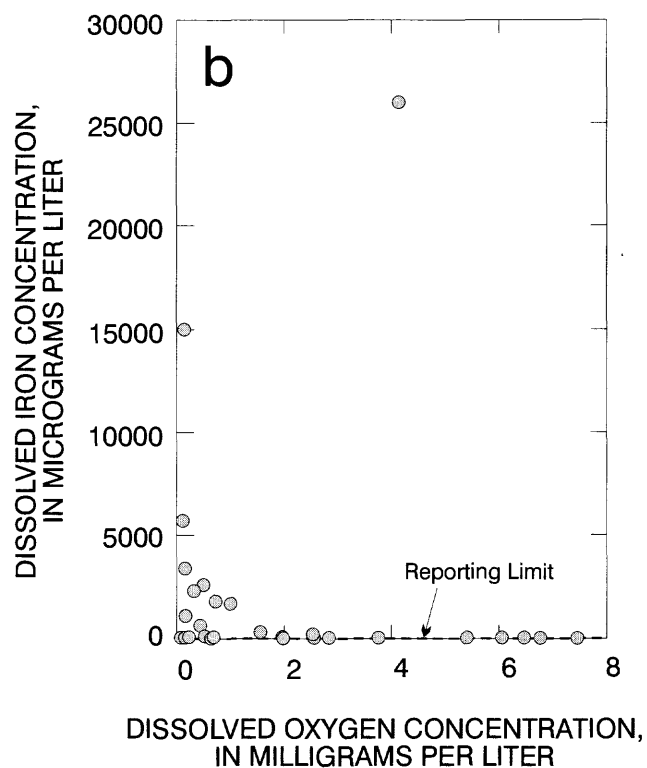 b
DISSOLVED IRON CONCENTRATION,
IN MICROGRAMS PER LITER
30000
25000
20000
15000
10000
5000
0
Reporting Limit
0 2 4 6 8
DISSOLVED OXYGEN CONCENTRATION,
IN MILLIGRAMS PER LITER